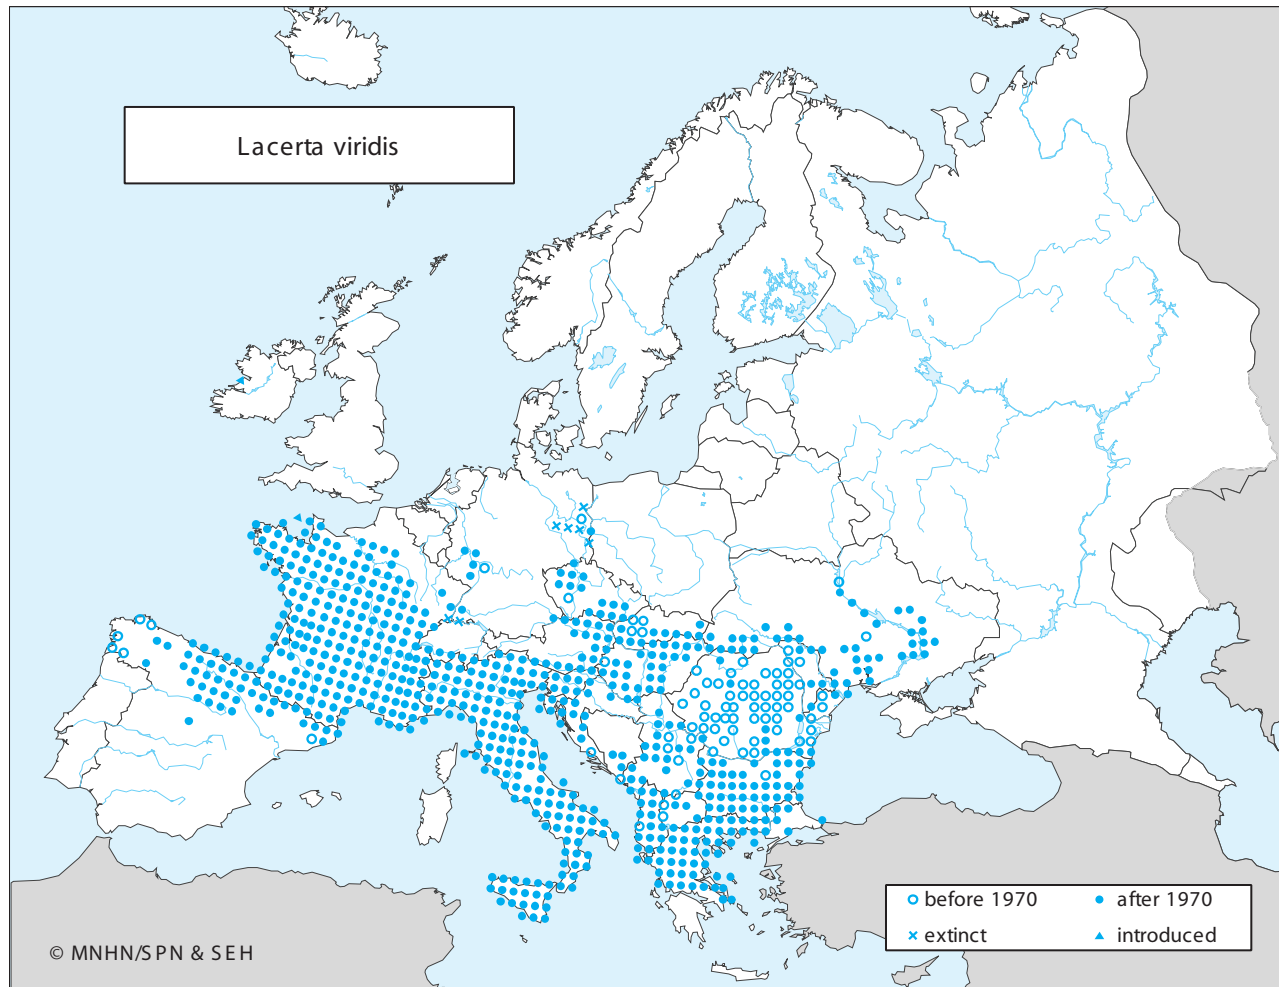 Lacerta viridis
before 1970
after 1970
extinct
introduced
© MNHN/SPN & SEH